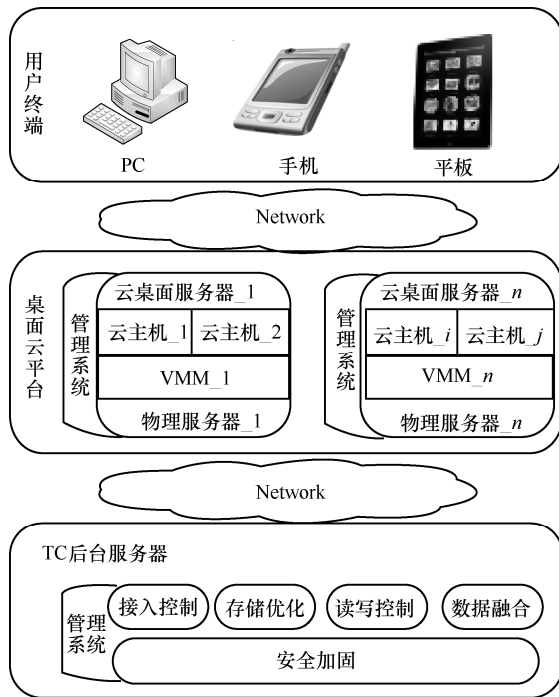 用户终端
PC
手机
平板
Network
桌面云平台
管理系统
云桌面服务器_1
云主机_1
云主机_2
VMM_1
物理服务器_1
管理系统
云桌面服务器_n
云主机_i
云主机_j
VMM_n
物理服务器_n
Network
TC后台服务器
管理
系统
接入控制
存储优化
读写控制
数据融合
安全加固